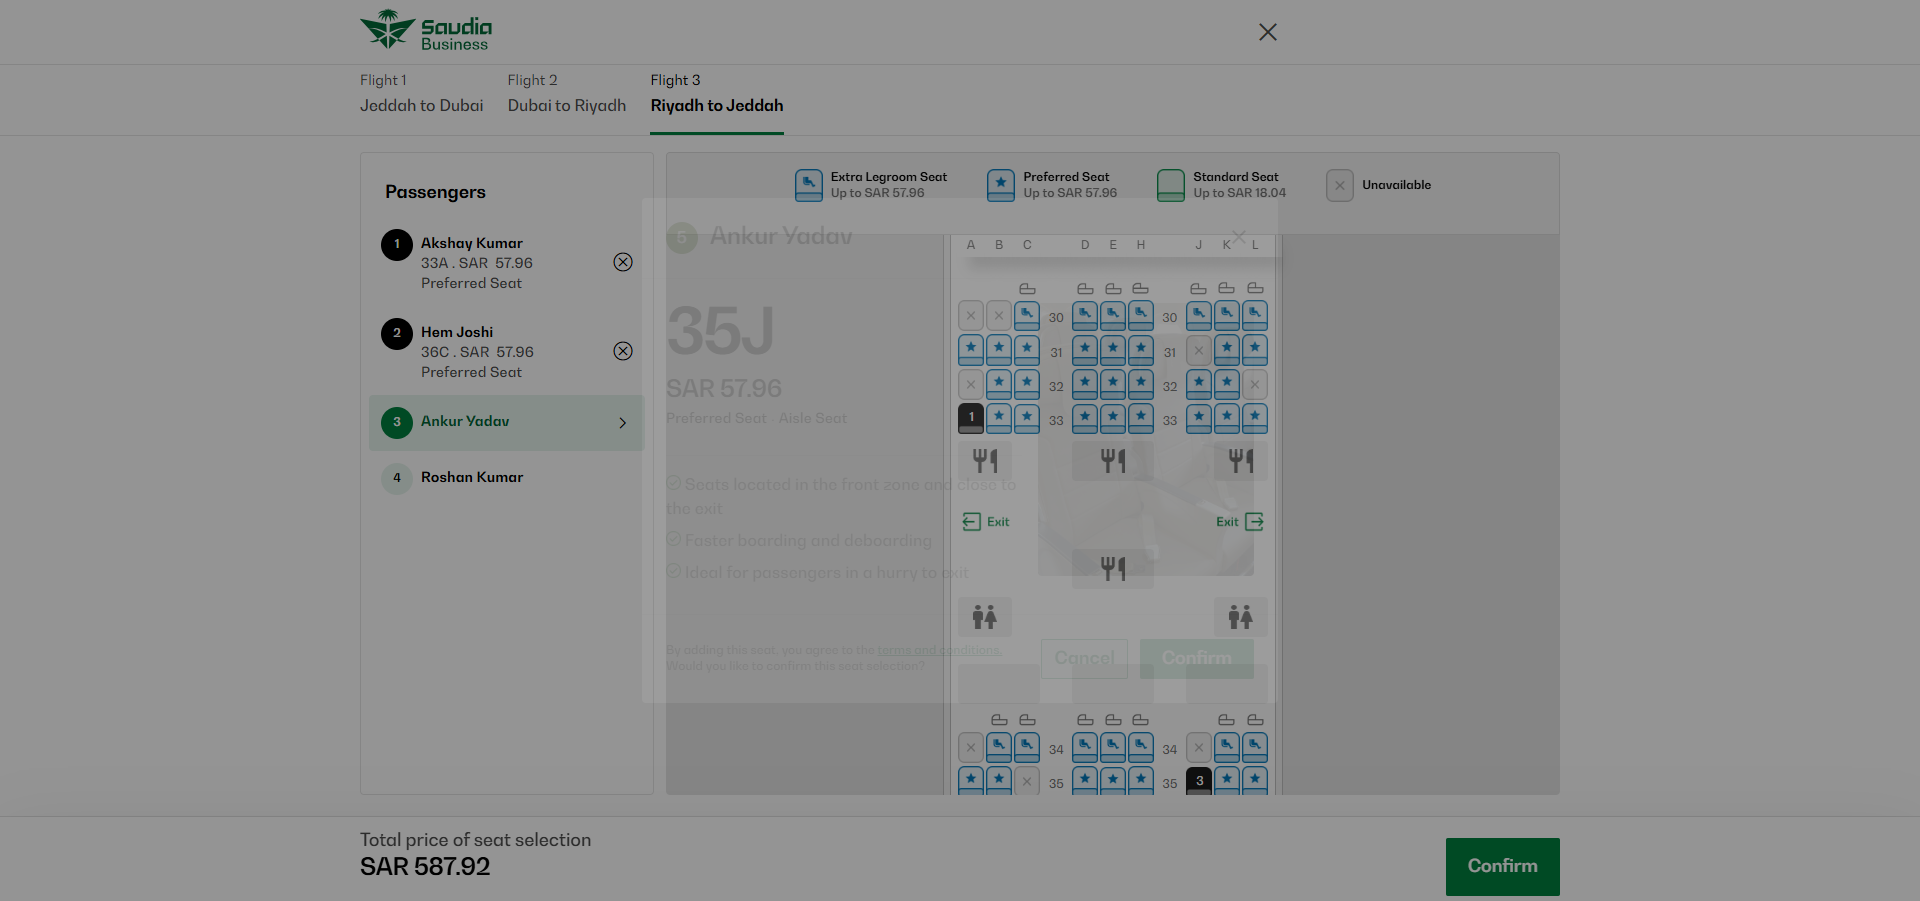 Saudia
Business
Flight 1
Jeddah to Dubai
Flight 2
Dubai to Riyadh
Flight 3
Riyadh to Jeddah
Passengers
1
Akshay Kumar
33A . SAR 57.96
Preferred Seat
2
Hem Joshi
36C . SAR 57.96
Preferred Seat
3
Ankur Yadav
4
Roshan Kumar
Extra Legroom Seat
Up to SAR 57.96
Preferred Seat
Up to SAR 57.96
Standard Seat
Up to SAR 18.04
Unavailable
5
Ankur Yadav
35J
SAR 57.96
Preferred Seat - Aisle Seat
Seats located in the front zone and close to
the exit
Faster boarding and deboarding
Ideal for passengers in a hurry to exit
By adding this seat, you agree to the terms and conditions.
Would you like to confirm this seat selection?
Cancel
Confirm
A B C D E H J K L
30 30
31 31
32 32
1 33 33
Exit Exit
34 34
35 35 3
Total price of seat selection
SAR 587.92
Confirm